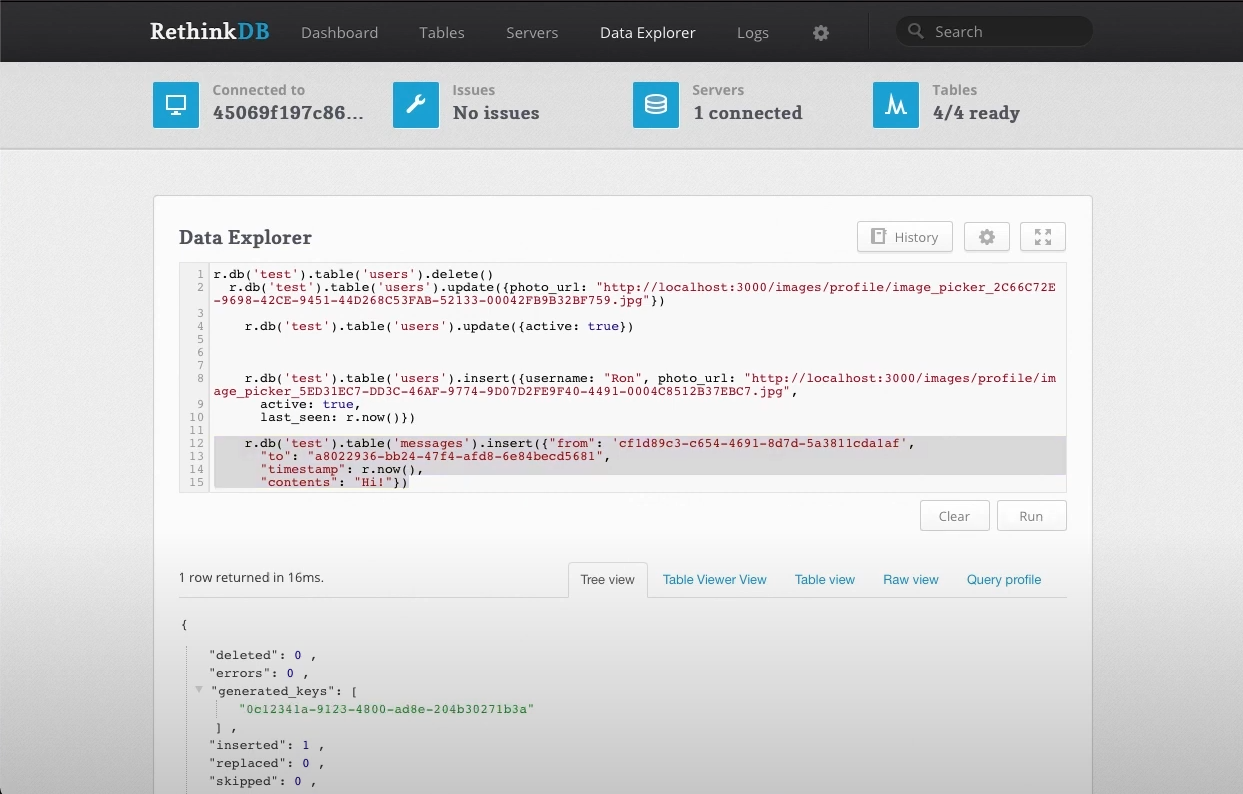 RethinkDB Dashboard Tables Servers Data Explorer Logs Search
Connected to Issues Servers Tables
45069f197c86... No issues 1 connected 4/4 ready
Data Explorer History
1 r.db('test').table('users').delete()
2 r.db('test').table('users').update({photo_url: "http://localhost:3000/images/profile/image_picker_2C66C72E
-9698-42CE-9451-44D268C53FAB-52133-00042FB9B32BF759.jpg"})
3
4 r.db('test').table('users').update({active: true})
5
6
7
8 r.db('test').table('users').insert({username: "Ron", photo_url: "http://localhost:3000/images/profile/im
age_picker_5ED31EC7-DD3C-46AF-9774-9D07D2FE9F40-4491-0004C8512B37EBC7.jpg",
9 active: true,
10 last_seen: r.now()})
11
12 r.db('test').table('messages').insert({"from": 'cf1d89c3-c654-4691-8d7d-5a3811cda1af',
13 "to": "a8022936-bb24-47f4-afd8-6e84becd5681",
14 "timestamp": r.now(),
15 "contents": "Hi!"})
Clear Run
1 row returned in 16ms. Tree view Table Viewer View Table view Raw view Query profile
{
"deleted": 0 ,
"errors": 0 ,
"generated_keys": [
"0c12341a-9123-4800-ad8e-204b30271b3a"
] ,
"inserted": 1 ,
"replaced": 0 ,
"skipped": 0 ,